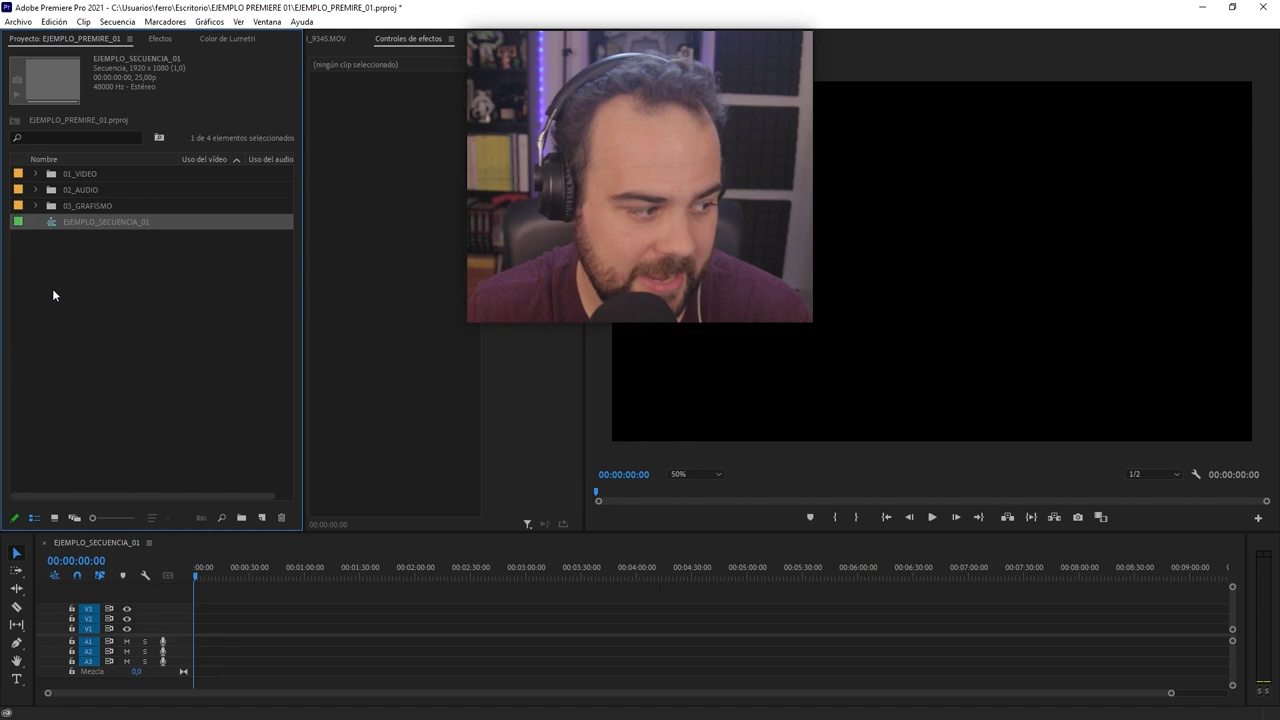 Adobe Premiere Pro 2021 - C:\Usuarios\ferro\Escritorio\EJEMPLO PREMIERE 01\EJEMPLO_PREMIRE_01.prproj *
Archivo Edición Clip Secuencia Marcadores Gráficos Ver Ventana Ayuda
Proyecto: EJEMPLO_PREMIRE_01 Efectos Color de Lumetri
I_9345.MOV Controles de efectos
EJEMPLO_SECUENCIA_01
Secuencia, 1920 x 1080 (1,0)
00:00:00:00, 25,00p
48000 Hz - Estéreo
(ningún clip seleccionado)
EJEMPLO_PREMIRE_01.prproj
1 de 4 elementos seleccionados
Nombre Uso del vídeo Uso del audio
01_VIDEO
02_AUDIO
03_GRAFISMO
EJEMPLO_SECUENCIA_01
00:00:00:00 50% 1/2 00:00:00:00
00:00:00:00
EJEMPLO_SECUENCIA_01
00:00:00:00
:00:00 00:00:30:00 00:01:00:00 00:01:30:00 00:02:00:00 00:02:30:00 00:03:00:00 00:03:30:00 00:04:00:00 00:04:30:00 00:05:00:00 00:05:30:00 00:06:00:00 00:06:30:00 00:07:00:00 00:07:30:00 00:08:00:00 00:08:30:00 00:09:00:00
V3
V2
V1
A1 M S
A2 M S
A3 M S
Mezcla 0,0
S S